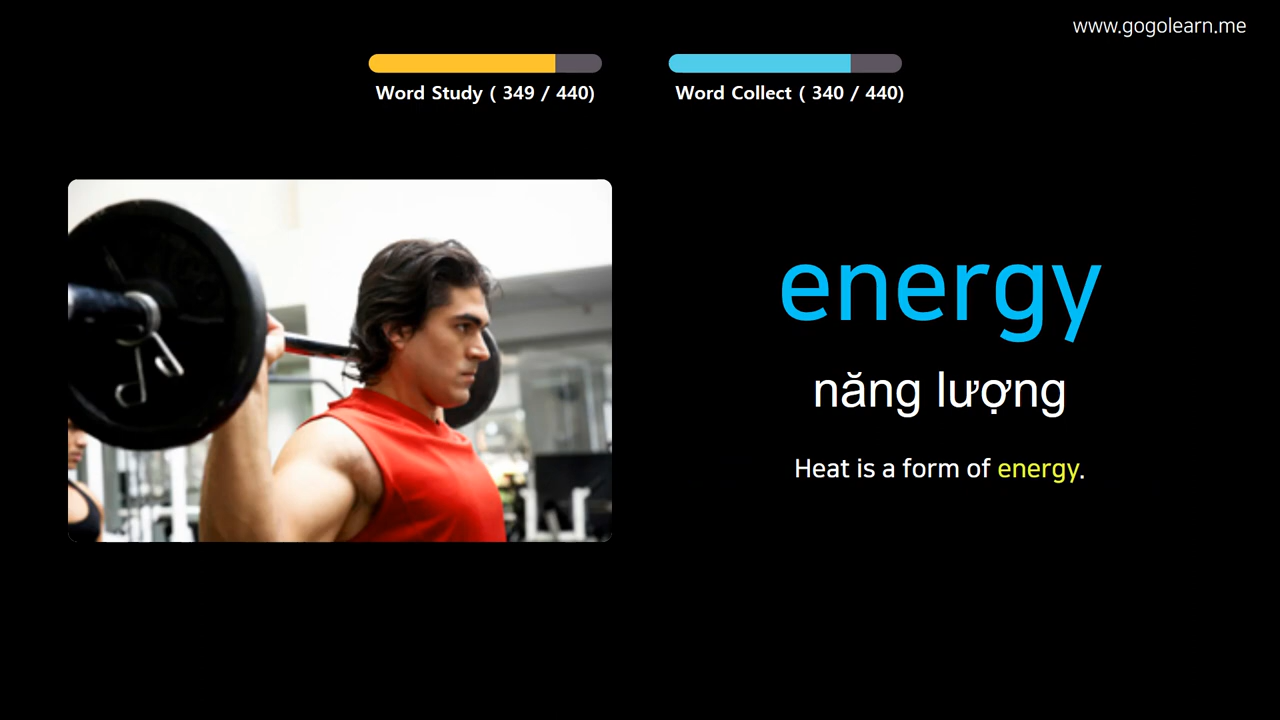 www.gogolearn.me
Word Study ( 349 / 440)
Word Collect ( 340 / 440)
energy
năng lượng
Heat is a form of energy.